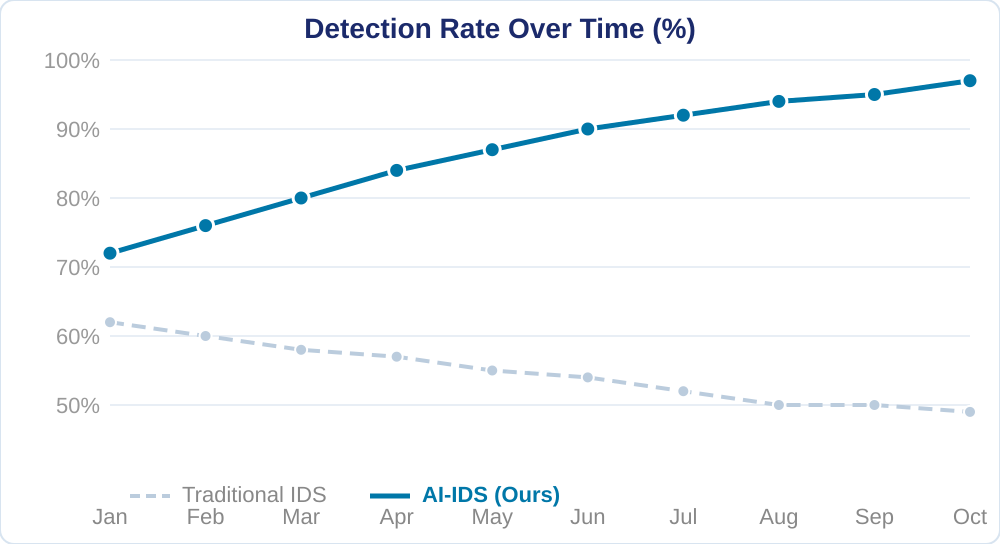 Detection Rate Over Time (%)
100%
90%
80%
70%
60%
50%
Traditional IDS AI-IDS (Ours)
Jan Feb Mar Apr May Jun Jul Aug Sep Oct